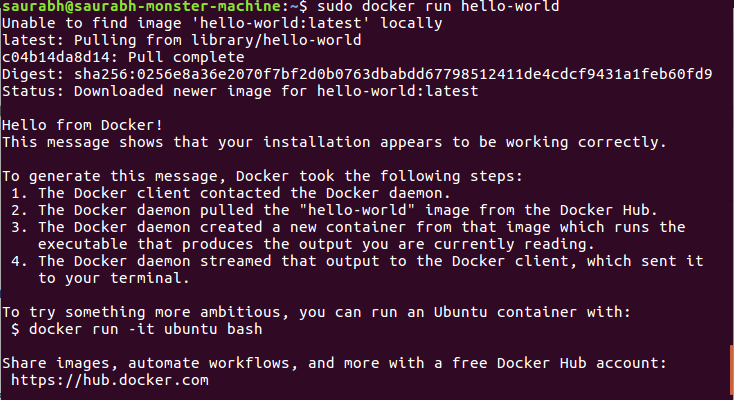 saurabh@saurabh-monster-machine:~$ sudo docker run hello-world
Unable to find image 'hello-world:latest' locally
latest: Pulling from library/hello-world
c04b14da8d14: Pull complete
Digest: sha256:0256e8a36e2070f7bf2d0b0763dbabdd67798512411de4cdcf9431a1feb60fd9
Status: Downloaded newer image for hello-world:latest

Hello from Docker!
This message shows that your installation appears to be working correctly.

To generate this message, Docker took the following steps:
 1. The Docker client contacted the Docker daemon.
 2. The Docker daemon pulled the "hello-world" image from the Docker Hub.
 3. The Docker daemon created a new container from that image which runs the
    executable that produces the output you are currently reading.
 4. The Docker daemon streamed that output to the Docker client, which sent it
    to your terminal.

To try something more ambitious, you can run an Ubuntu container with:
 $ docker run -it ubuntu bash

Share images, automate workflows, and more with a free Docker Hub account:
 https://hub.docker.com